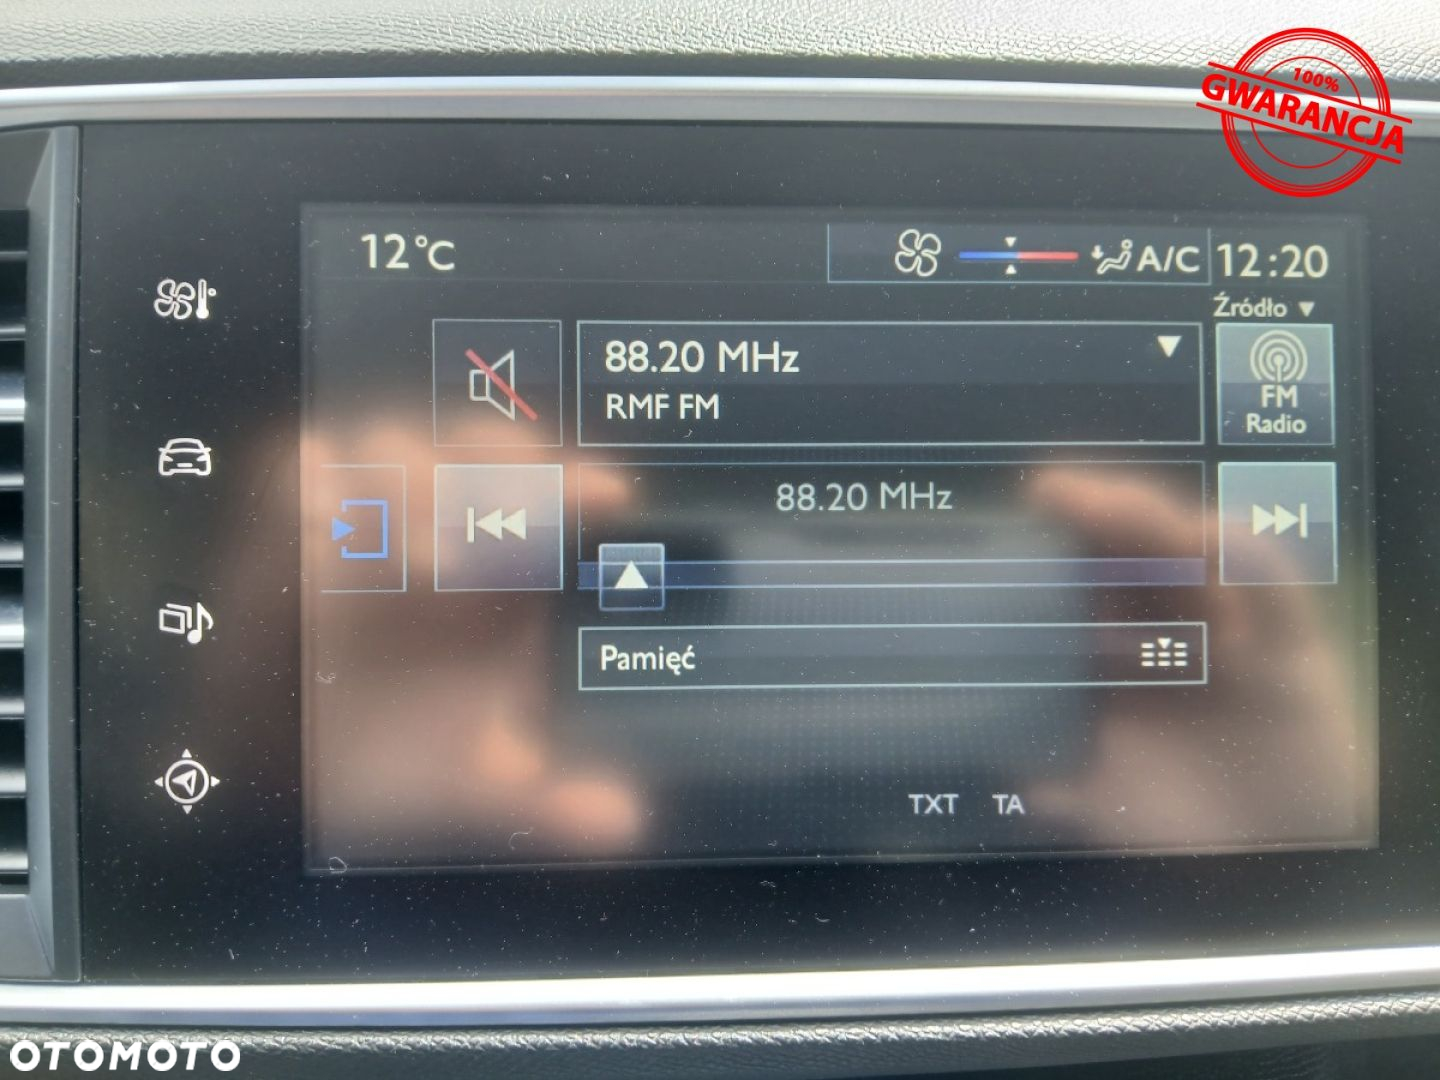 100%
GWARANCJA
12°C
A/C
12:20
Źródło
88.20 MHz
RMF FM
FM
Radio
88.20 MHz
Pamięć
TXT TA
OTOMOTO